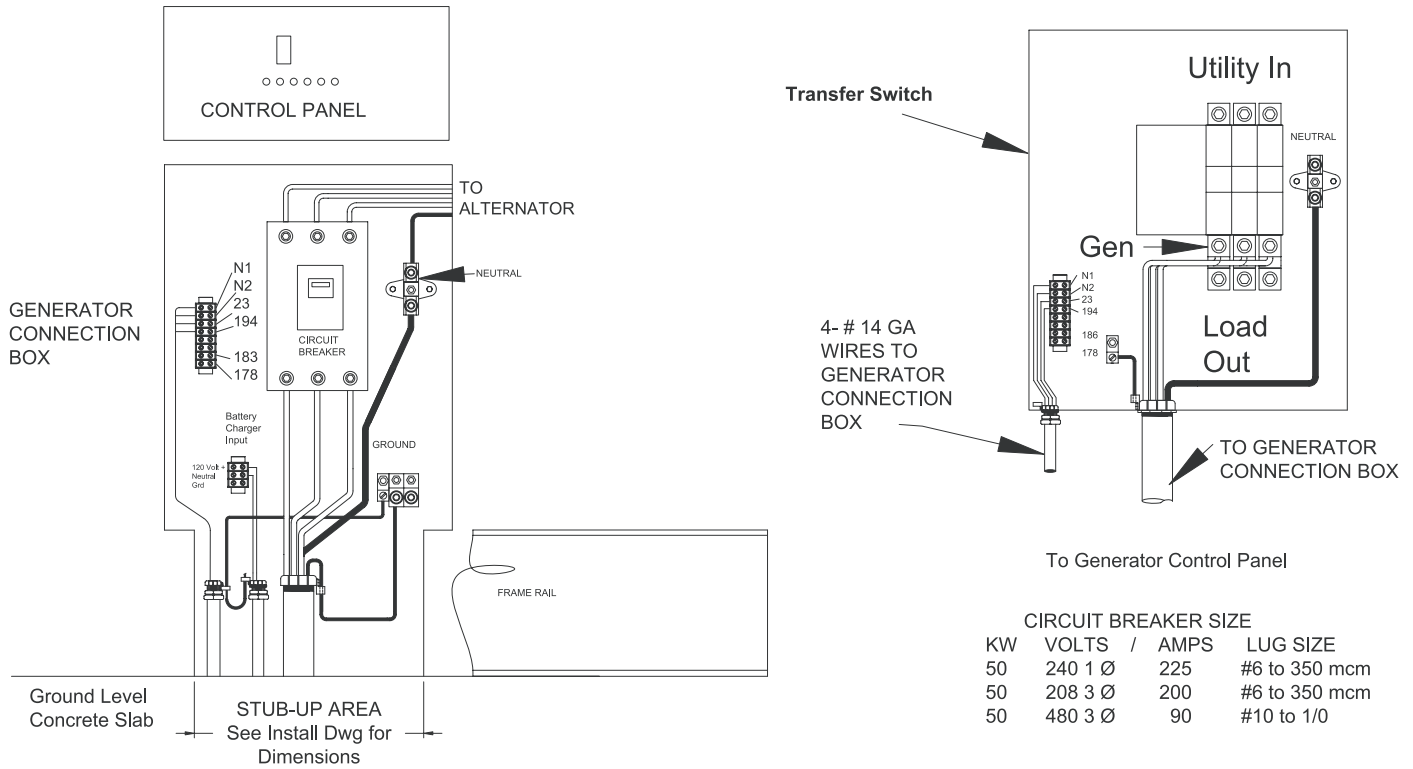 CONTROL PANEL
TO
ALTERNATOR
NEUTRAL
N1
N2
23
194
183
178
GENERATOR
CONNECTION
BOX
CIRCUIT
BREAKER
Battery
Charger
Input
120 Volt +
Neutral
Grd
GROUND
FRAME RAIL
Ground Level
Concrete Slab
STUB-UP AREA
See Install Dwg for
Dimensions
Transfer Switch
Utility In
NEUTRAL
Gen
N1
N2
23
194
186
178
Load
Out
4- # 14 GA
WIRES TO
GENERATOR
CONNECTION
BOX
TO GENERATOR
CONNECTION BOX
To Generator Control Panel
CIRCUIT BREAKER SIZE
KW VOLTS / AMPS LUG SIZE
50 240 1 Ø 225 #6 to 350 mcm
50 208 3 Ø 200 #6 to 350 mcm
50 480 3 Ø 90 #10 to 1/0